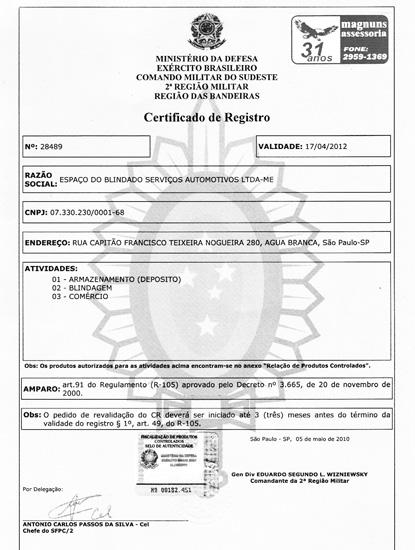 magnuns
assessoria
31
anos
FONE:
2959-1369
MINISTÉRIO DA DEFESA
EXÉRCITO BRASILEIRO
COMANDO MILITAR DO SUDESTE
2ª REGIÃO MILITAR
REGIÃO DAS BANDEIRAS
Certificado de Registro
Nº: 28489
VALIDADE: 17/04/2012
RAZÃO
SOCIAL: ESPAÇO DO BLINDADO SERVIÇOS AUTOMOTIVOS LTDA-ME
CNPJ: 07.330.230/0001-68
ENDEREÇO: RUA CAPITÃO FRANCISCO TEIXEIRA NOGUEIRA 280, AGUA BRANCA, São Paulo-SP
ATIVIDADES:
01 - ARMAZENAMENTO (DEPOSITO)
02 - BLINDAGEM
03 - COMÉRCIO
Obs: Os produtos autorizados para as atividades acima encontram-se no anexo "Relação de Produtos Controlados".
AMPARO: art.91 do Regulamento (R-105) aprovado pelo Decreto nº 3.665, de 20 de novembro de
2000.
Obs: O pedido de revalidação do CR deverá ser iniciado até 3 (três) meses antes do término da
validade do registro § 1º, art. 49, do R-105.
FISCALIZAÇÃO DE PRODUTOS
CONTROLADOS
SELO DE AUTENTICIDADE
Nº 00182.451
São Paulo - SP, 05 de maio de 2010
Gen Div EDUARDO SEGUNDO L. WIZNIEWSKY
Comandante da 2ª Região Militar
Por Delegação:
ANTONIO CARLOS PASSOS DA SILVA - Cel
Chefe do SFPC/2